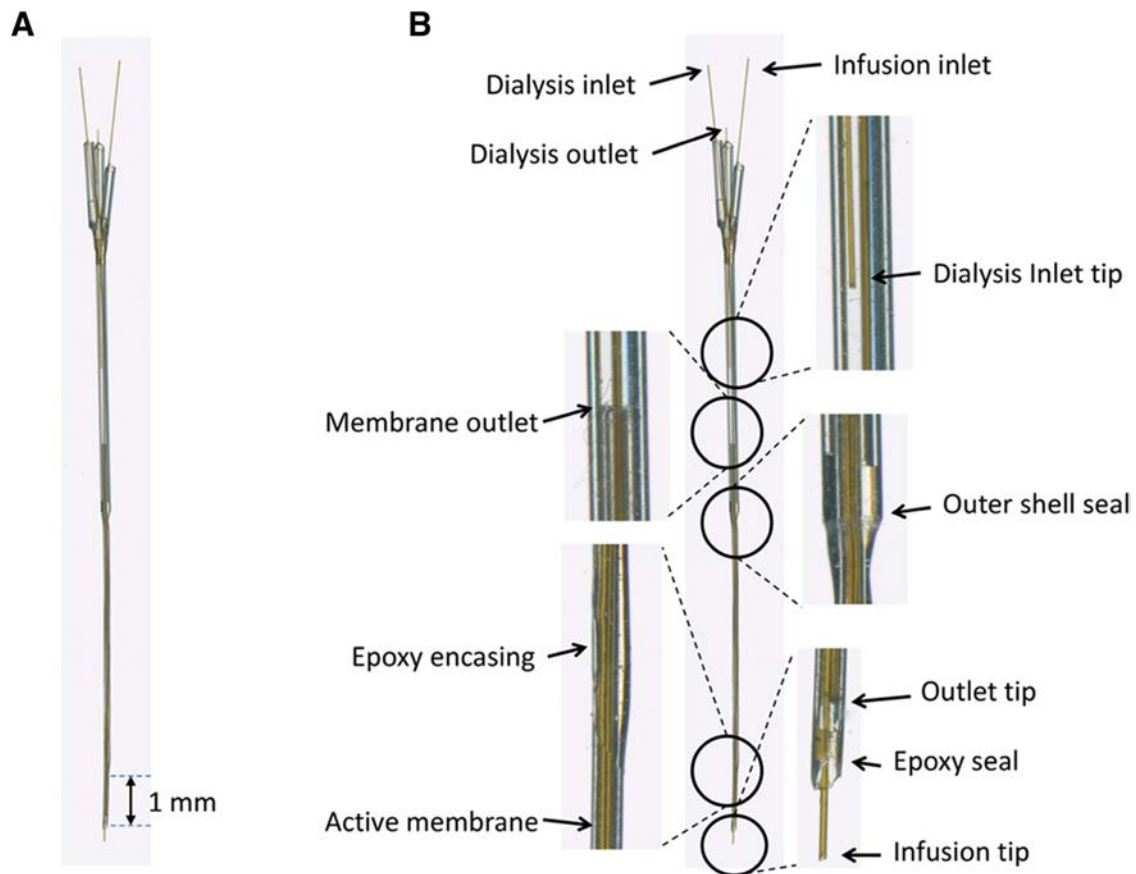 A
B
Dialysis inlet
Infusion inlet
Dialysis outlet
Dialysis Inlet tip
Membrane outlet
Outer shell seal
Epoxy encasing
Outlet tip
Epoxy seal
1 mm
Active membrane
Infusion tip